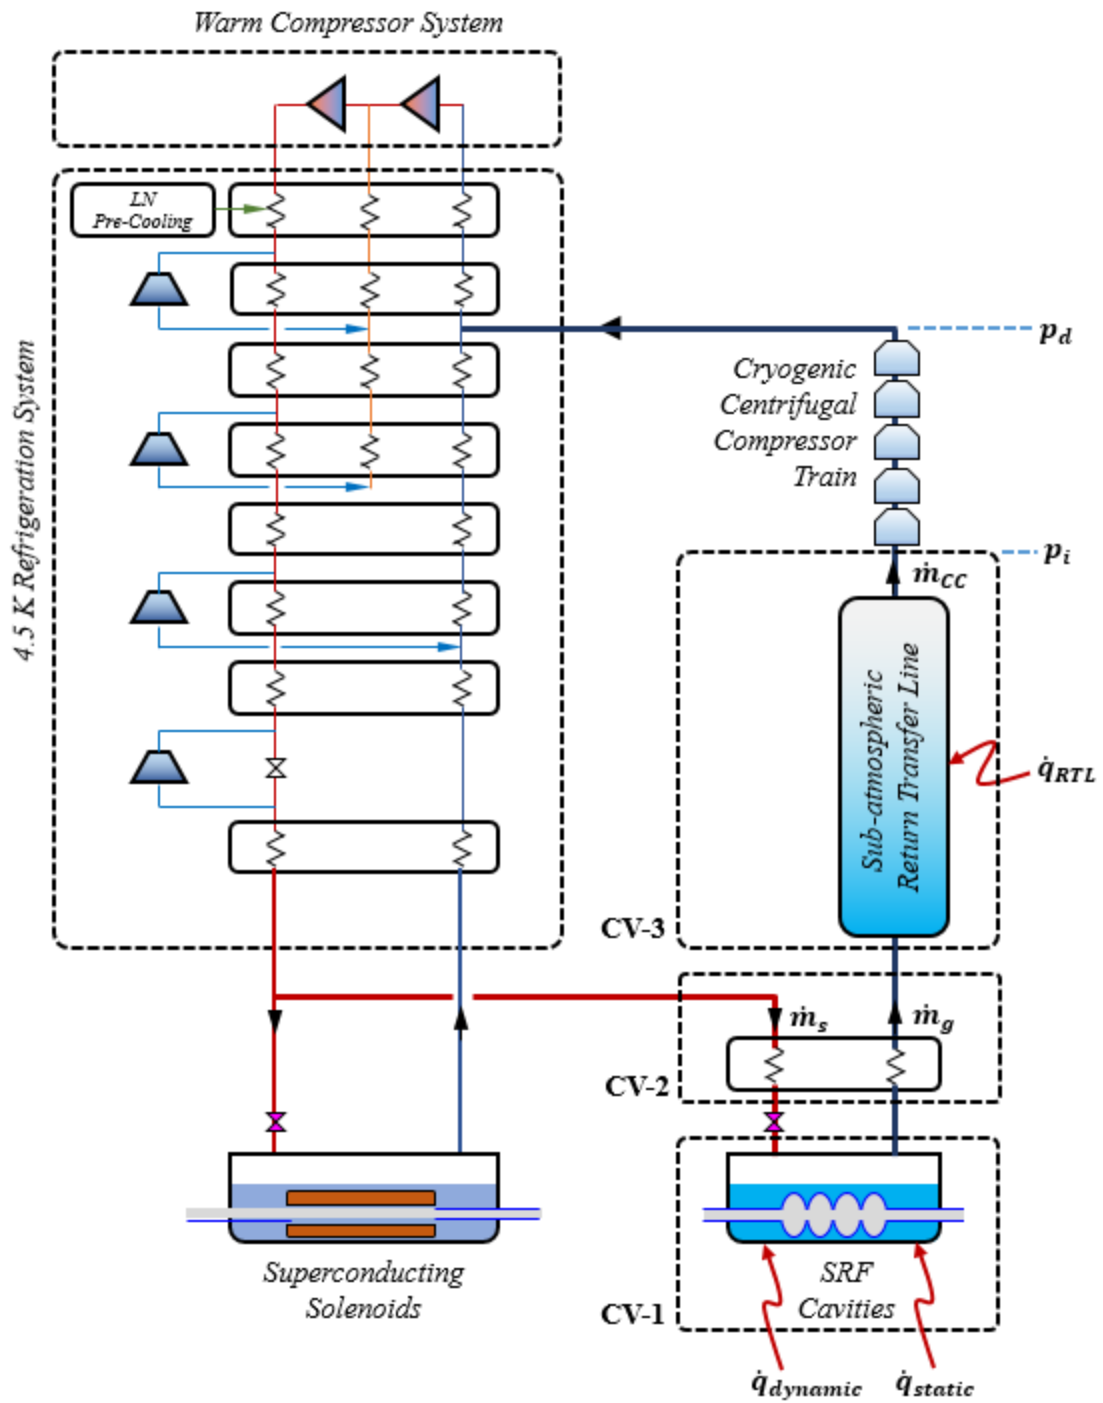 Warm Compressor System
4.5 K Refrigeration System
LN
Pre-Cooling
p_d
Cryogenic
Centrifugal
Compressor
Train
p_i
ṁ_CC
Sub-atmospheric
Return Transfer Line
q̇_RTL
CV-3
ṁ_s
ṁ_g
CV-2
Superconducting
Solenoids
SRF
Cavities
CV-1
q̇_dynamic
q̇_static